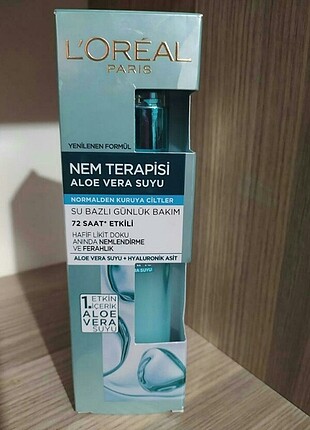 L'ORÉAL
PARIS
YENİLENEN FORMÜL
NEM TERAPİSİ
ALOE VERA SUYU
NORMALDEN KURUYA CİLTLER
SU BAZLI GÜNLÜK BAKIM
72 SAAT* ETKİLİ
HAFİF LİKİT DOKU
ANINDA NEMLENDİRME
VE FERAHLIK
ALOE VERA SUYU + HYALURONİK ASİT
VERA SUYU
1. ETKİN
İÇERİK
ALOE
VERA
SUYU